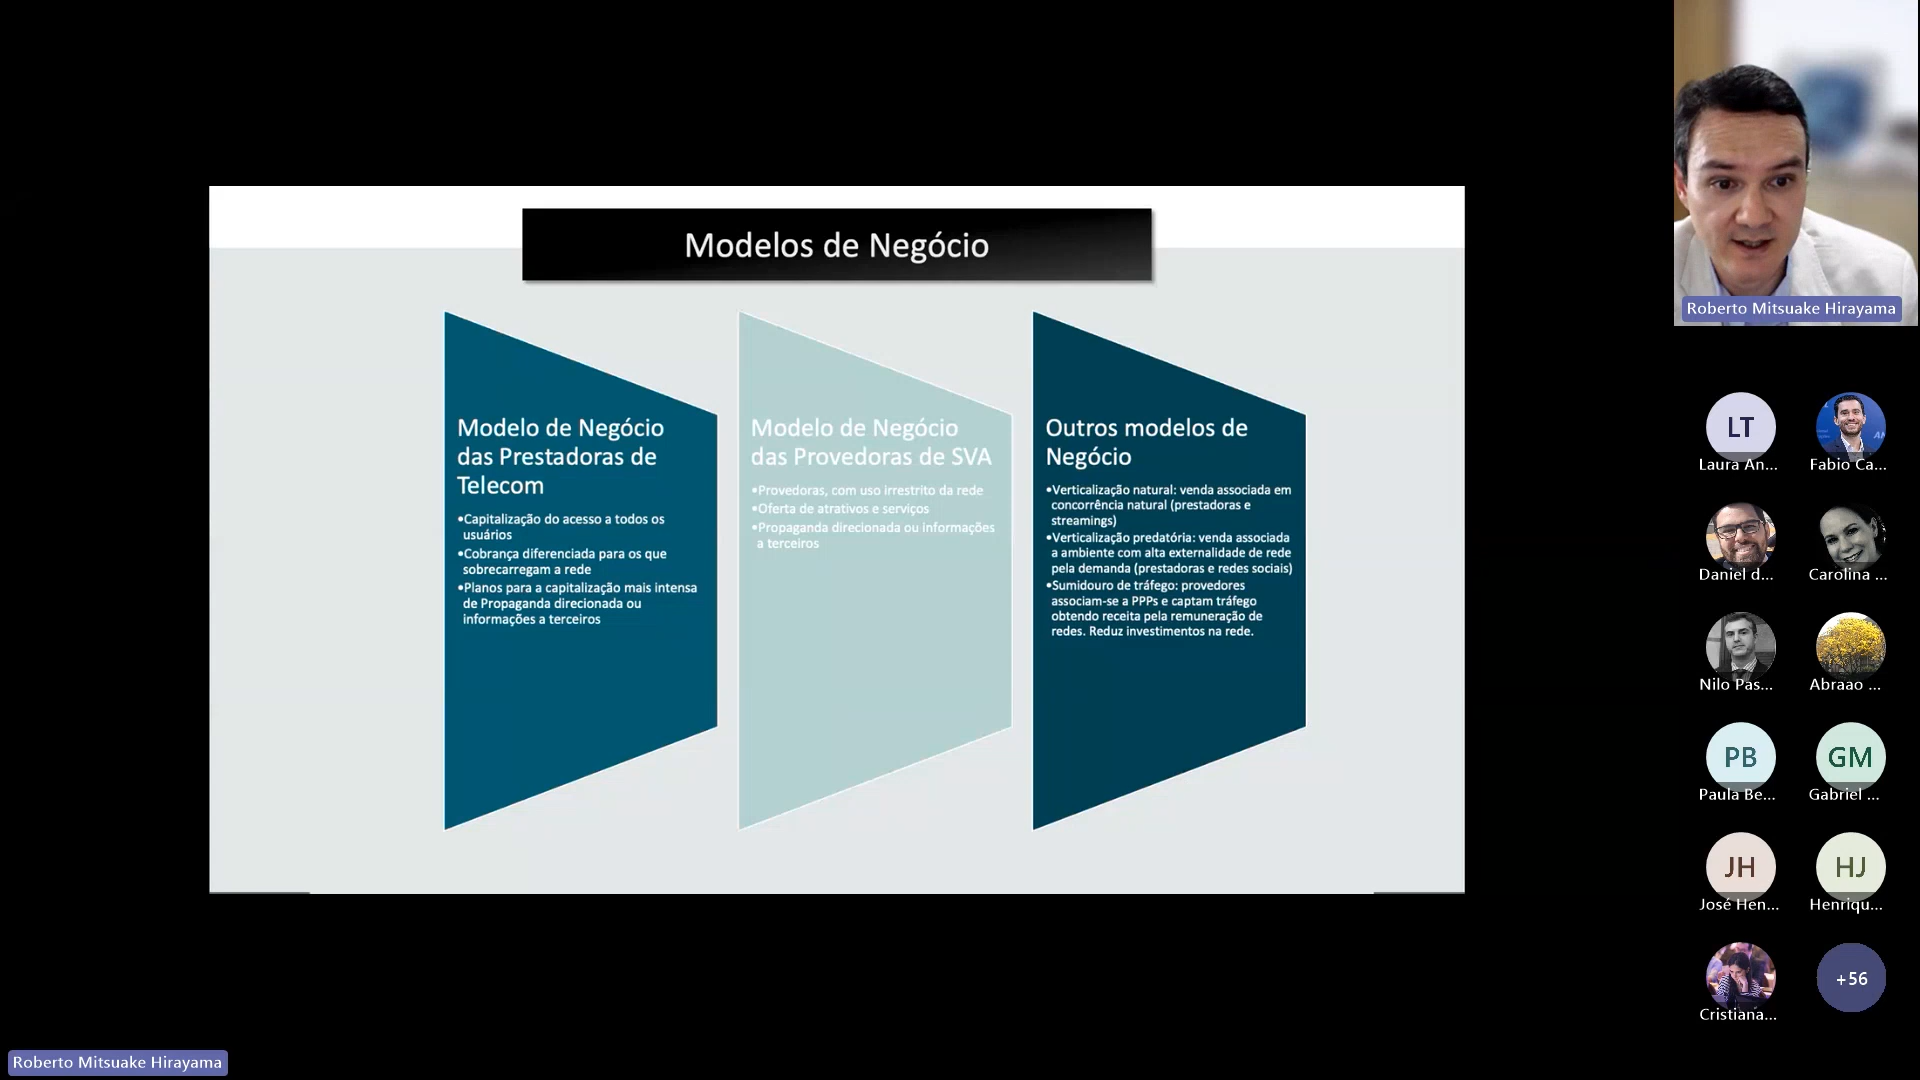 Modelos de Negócio
Modelo de Negócio
das Prestadoras de
Telecom
•Capitalização do acesso a todos os
usuários
•Cobrança diferenciada para os que
sobrecarregam a rede
•Planos para a capitalização mais intensa
de Propaganda direcionada ou
informações a terceiros
Modelo de Negócio
das Provedoras de SVA
•Provedoras, com uso irrestrito da rede
•Oferta de atrativos e serviços
•Propaganda direcionada ou informações
a terceiros
Outros modelos de
Negócio
•Verticalização natural: venda associada em
concorrência natural (prestadoras e
streamings)
•Verticalização predatória: venda associada
a ambiente com alta externalidade de rede
pela demanda (prestadoras e redes sociais)
•Sumidouro de tráfego: provedores
associam-se a PPPs e captam tráfego
obtendo receita pela remuneração de
redes. Reduz investimentos na rede.
Roberto Mitsuake Hirayama
LT
Laura An...
Fabio Ca...
Daniel d...
Carolina ...
Nilo Pas...
Abraao ...
PB
Paula Be...
GM
Gabriel ...
JH
José Hen...
HJ
Henriqu...
Cristiana...
+56
Roberto Mitsuake Hirayama